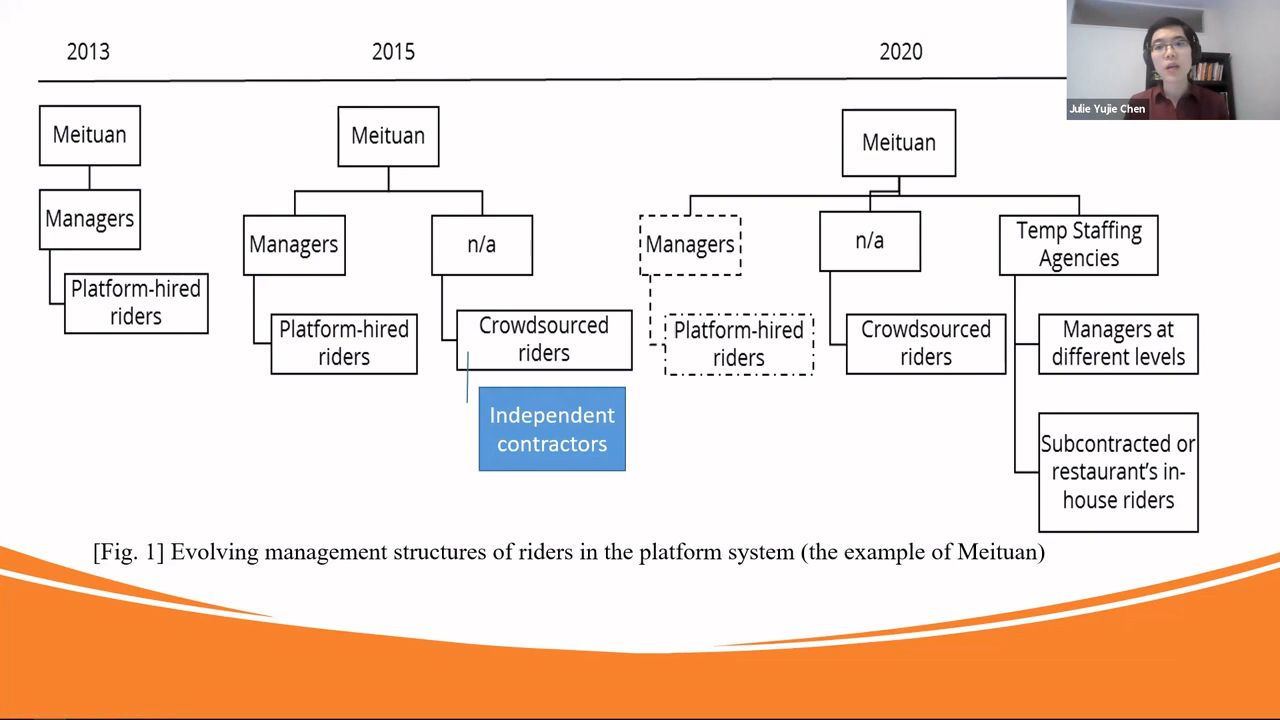 2013
2015
2020
Julie Yujie Chen
Meituan
Managers
Platform-hired
riders
Meituan
Managers
Platform-hired
riders
n/a
Crowdsourced
riders
Independent
contractors
Meituan
Managers
Platform-hired
riders
n/a
Crowdsourced
riders
Temp Staffing
Agencies
Managers at
different levels
Subcontracted or
restaurant's in-
house riders
[Fig. 1] Evolving management structures of riders in the platform system (the example of Meituan)